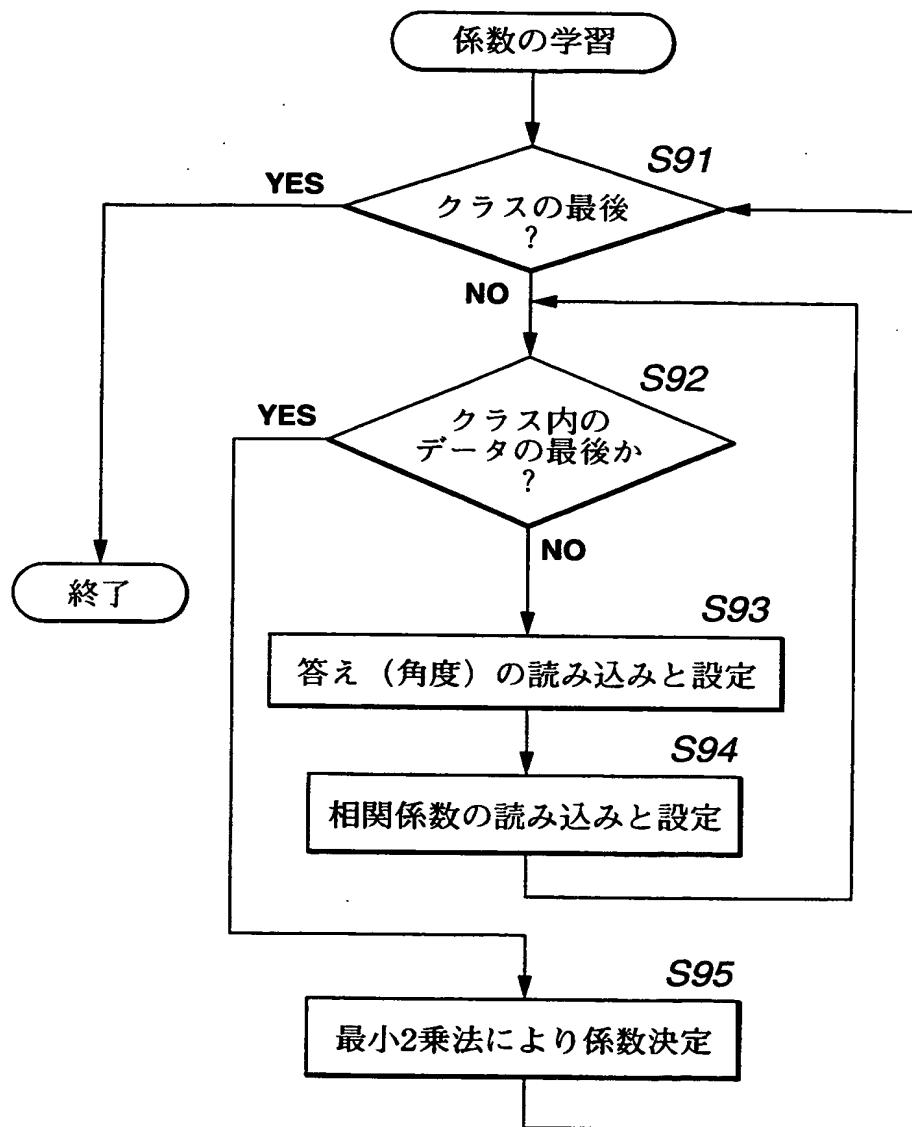 係数の学習
S91
YES
クラスの最後
?
NO
S92
YES
クラス内の
データの最後か
?
NO
終了
S93
答え（角度）の読み込みと設定
S94
相関係数の読み込みと設定
S95
最小2乗法により係数決定